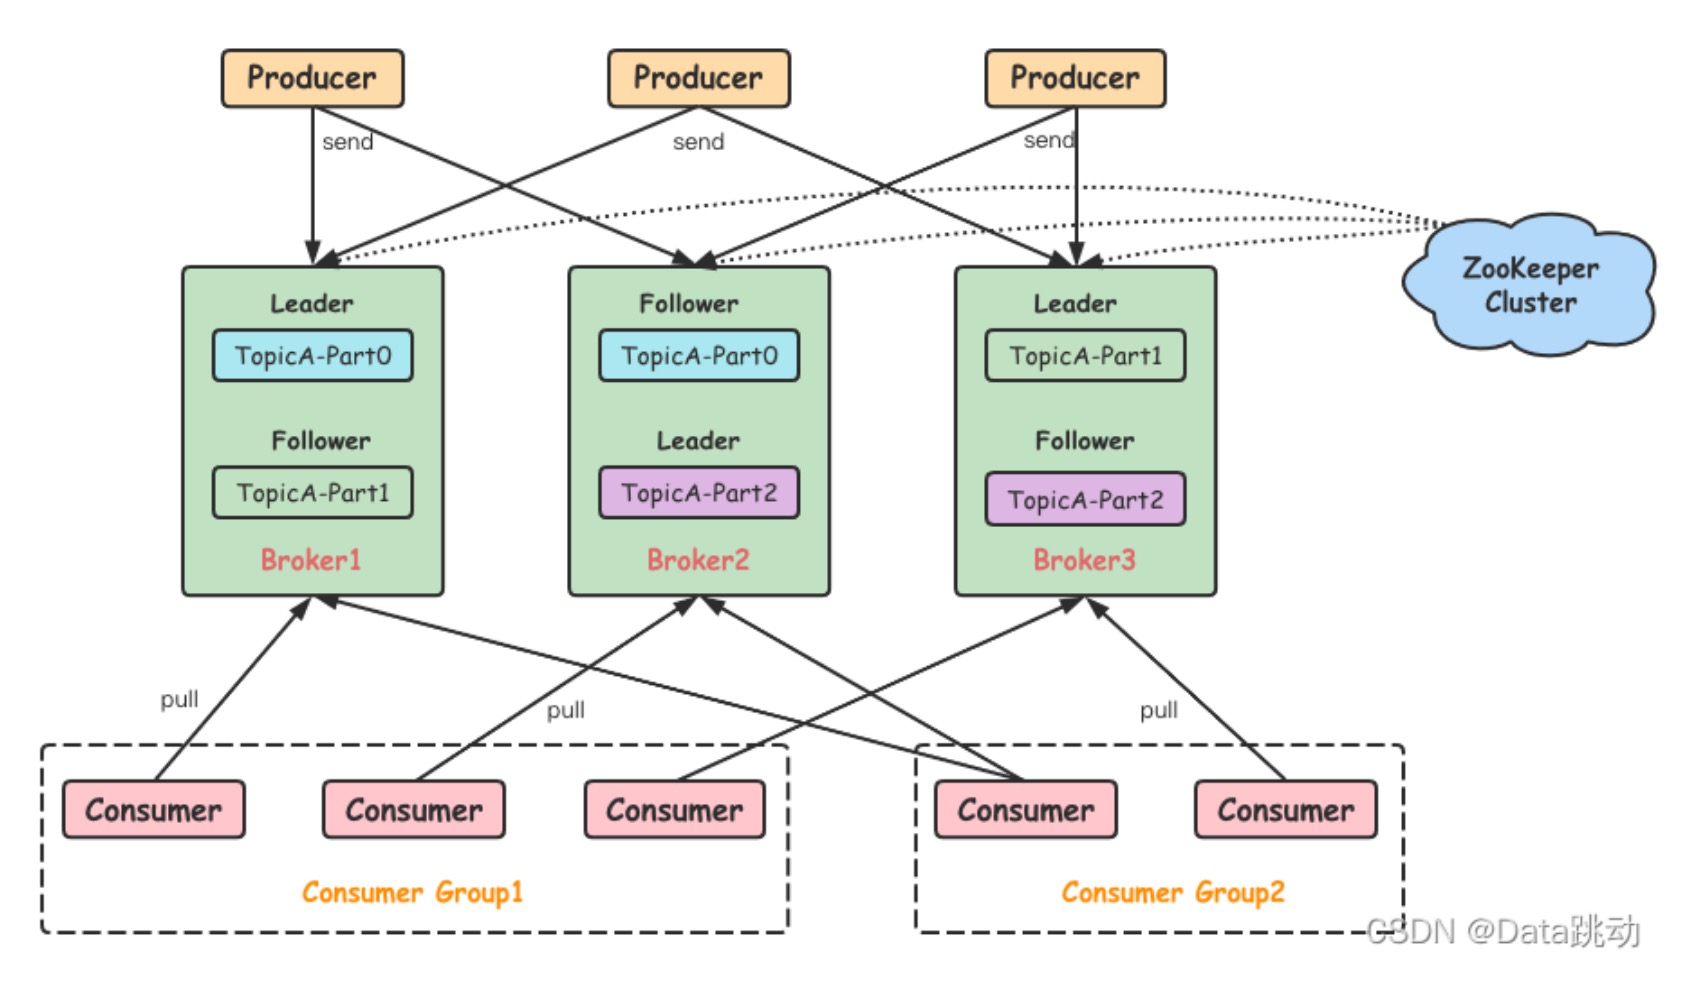 Producer
Producer
Producer
send
send
send
ZooKeeper
Cluster
Leader
TopicA-Part0
Follower
TopicA-Part1
Broker1
Follower
TopicA-Part0
Leader
TopicA-Part2
Broker2
Leader
TopicA-Part1
Follower
TopicA-Part2
Broker3
pull
pull
pull
Consumer
Consumer
Consumer
Consumer Group1
Consumer
Consumer
Consumer Group2
CSDN @Data跳动